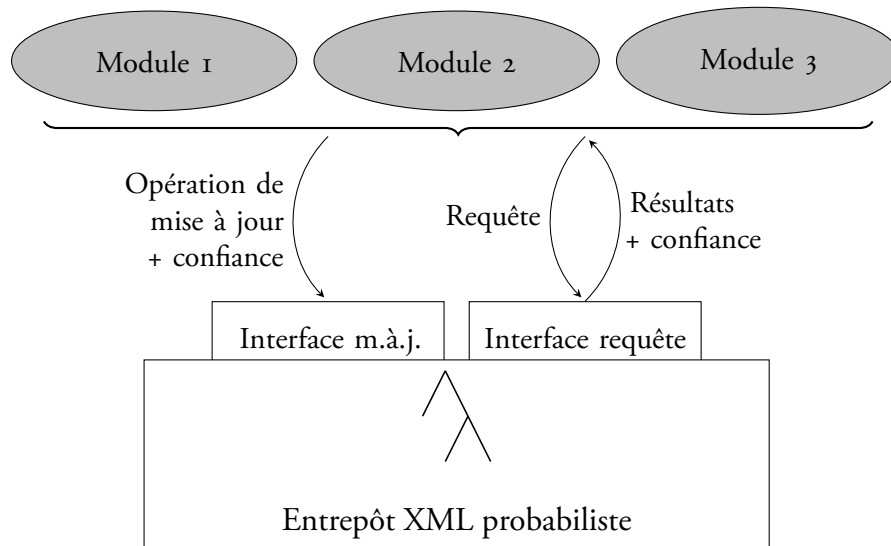 Module 1
Module 2
Module 3
Opération de
mise à jour
+ confiance
Requête
Résultats
+ confiance
Interface m.à.j.
Interface requête
Entrepôt XML probabiliste